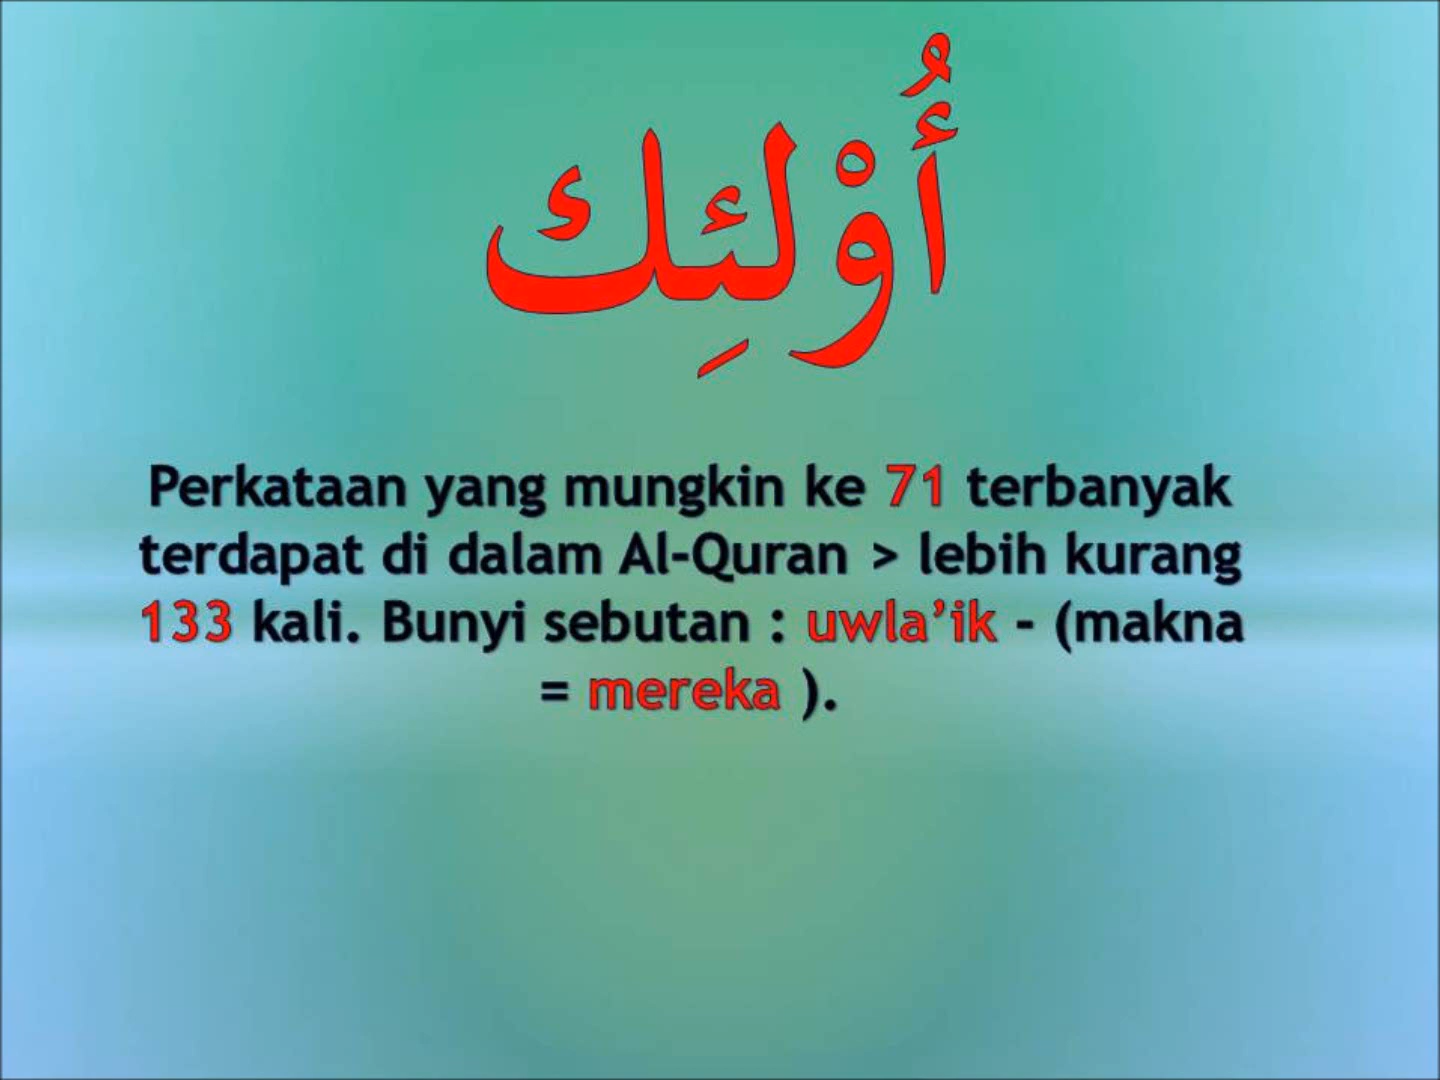 أُوْلَئِك
Perkataan yang mungkin ke 71 terbanyak
terdapat di dalam Al-Quran > lebih kurang
133 kali. Bunyi sebutan : uwla’ik - (makna
= mereka ).